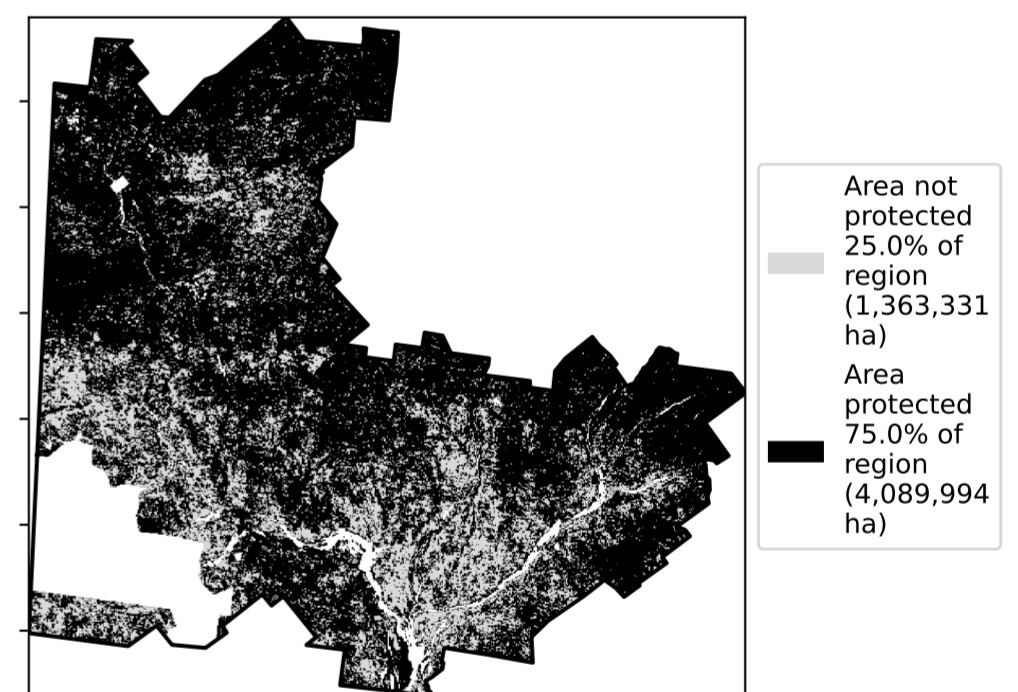 Area not
protected
25.0% of
region
(1,363,331
ha)
Area
protected
75.0% of
region
(4,089,994
ha)